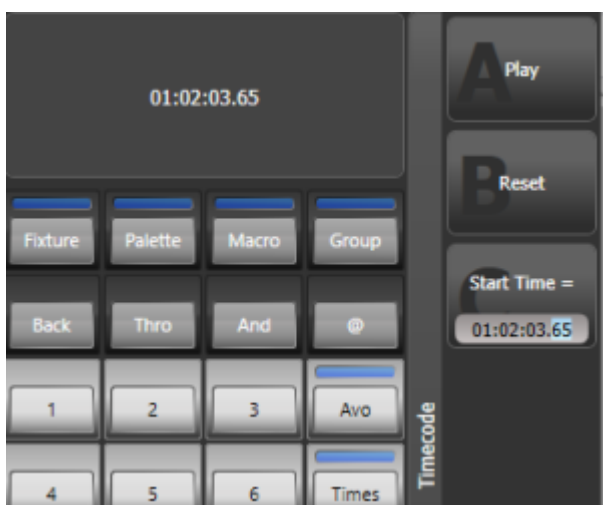 01:02:03.65
A
Play
B
Reset
C
Start Time =
01:02:03.65
Fixture
Palette
Macro
Group
Back
Thro
And
@
1
2
3
Avo
4
5
6
Times
Timecode